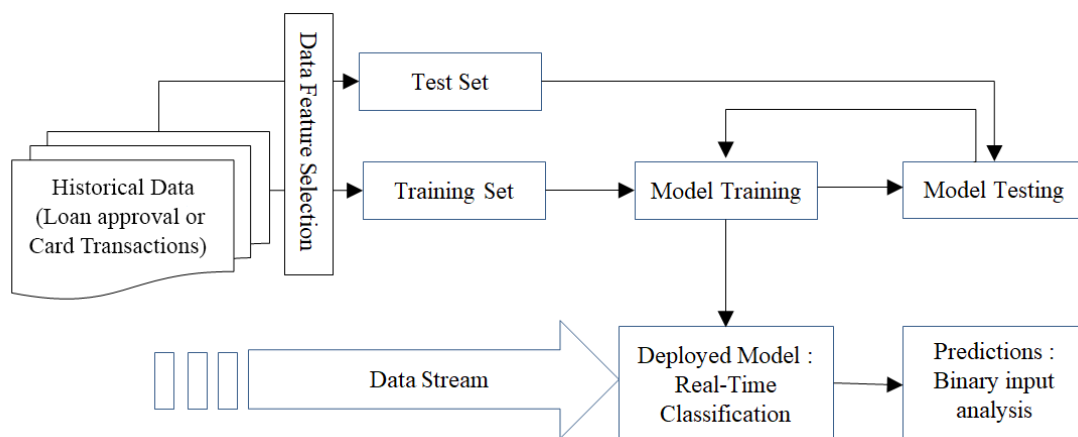 Data Feature Selection
Test Set
Historical Data
(Loan approval or
Card Transactions)
Training Set
Model Training
Model Testing
Data Stream
Deployed Model :
Real-Time
Classification
Predictions :
Binary input
analysis